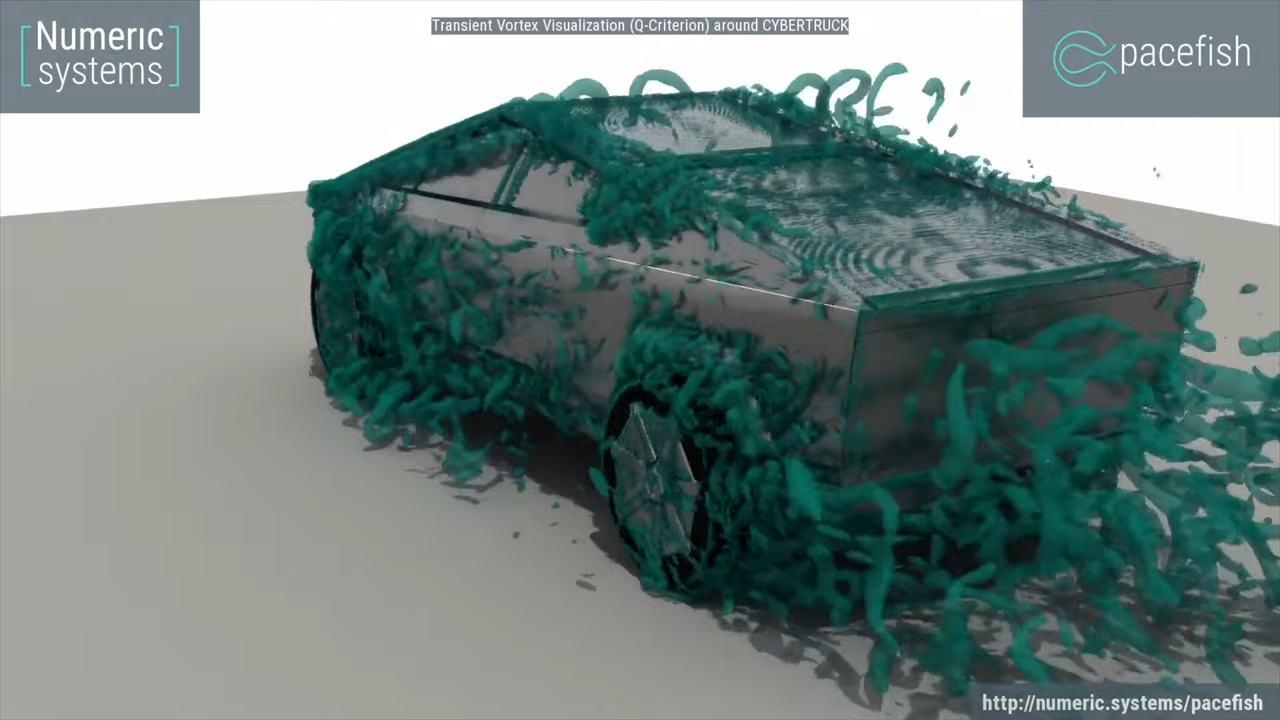 Numeric
systems
Transient Vortex Visualization (Q-Criterion) around CYBERTRUCK
pacefish
http://numeric.systems/pacefish